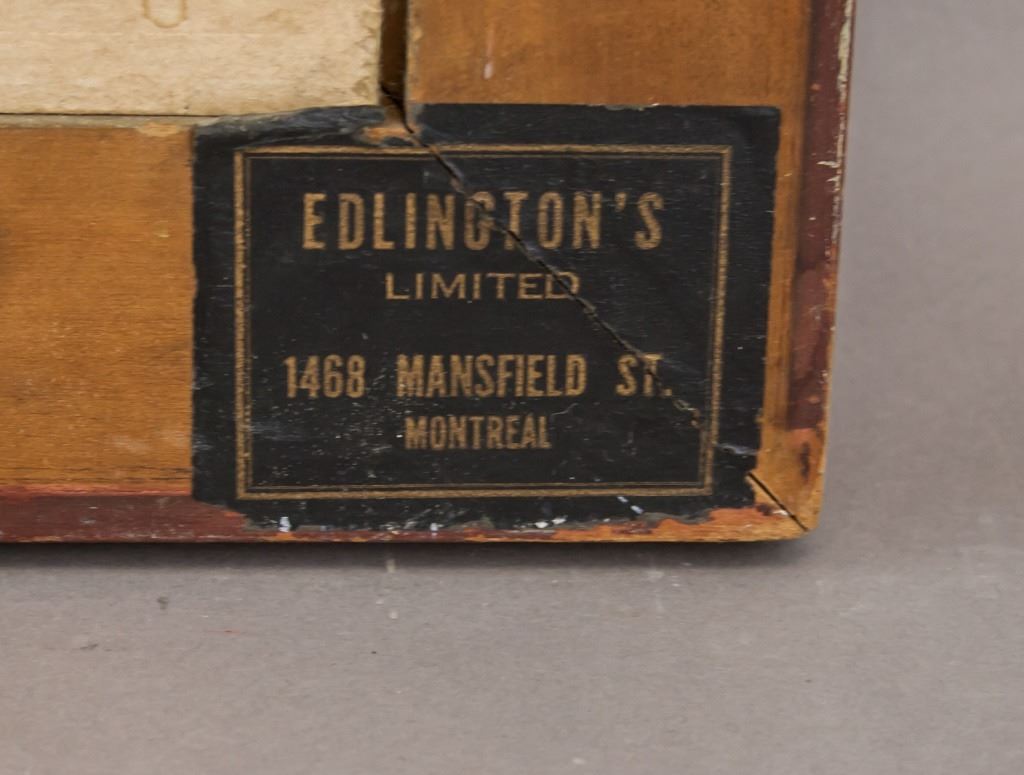 EDLINGTON'S
LIMITED
1468 MANSFIELD ST.
MONTREAL